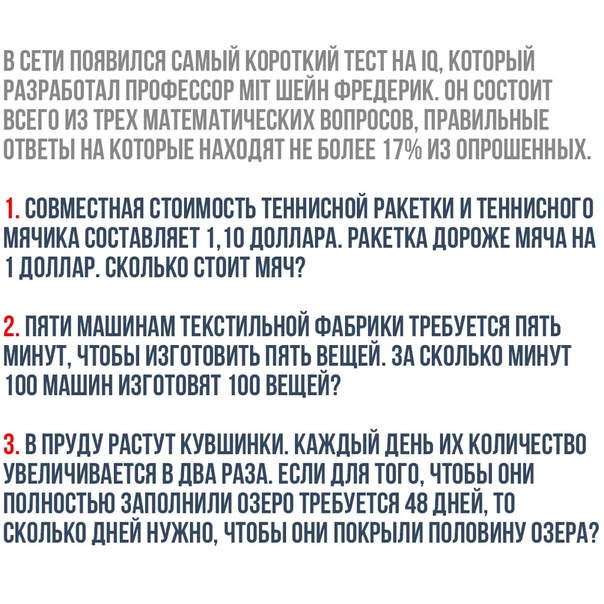 В СЕТИ ПОЯВИЛСЯ САМЫЙ КОРОТКИЙ ТЕСТ НА IQ, КОТОРЫЙ
РАЗРАБОТАЛ ПРОФЕССОР MIT ШЕЙН ФРЕДЕРИК. ОН СОСТОИТ
ВСЕГО ИЗ ТРЕХ МАТЕМАТИЧЕСКИХ ВОПРОСОВ, ПРАВИЛЬНЫЕ
ОТВЕТЫ НА КОТОРЫЕ НАХОДЯТ НЕ БОЛЕЕ 17% ИЗ ОПРОШЕННЫХ.
1. СОВМЕСТНАЯ СТОИМОСТЬ ТЕННИСНОЙ РАКЕТКИ И ТЕННИСНОГО
МЯЧИКА СОСТАВЛЯЕТ 1,10 ДОЛЛАРА. РАКЕТКА ДОРОЖЕ МЯЧА НА
1 ДОЛЛАР. СКОЛЬКО СТОИТ МЯЧ?
2. ПЯТИ МАШИНАМ ТЕКСТИЛЬНОЙ ФАБРИКИ ТРЕБУЕТСЯ ПЯТЬ
МИНУТ, ЧТОБЫ ИЗГОТОВИТЬ ПЯТЬ ВЕЩЕЙ. ЗА СКОЛЬКО МИНУТ
100 МАШИН ИЗГОТОВЯТ 100 ВЕЩЕЙ?
3. В ПРУДУ РАСТУТ КУВШИНКИ. КАЖДЫЙ ДЕНЬ ИХ КОЛИЧЕСТВО
УВЕЛИЧИВАЕТСЯ В ДВА РАЗА. ЕСЛИ ДЛЯ ТОГО, ЧТОБЫ ОНИ
ПОЛНОСТЬЮ ЗАПОЛНИЛИ ОЗЕРО ТРЕБУЕТСЯ 48 ДНЕЙ, ТО
СКОЛЬКО ДНЕЙ НУЖНО, ЧТОБЫ ОНИ ПОКРЫЛИ ПОЛОВИНУ ОЗЕРА?